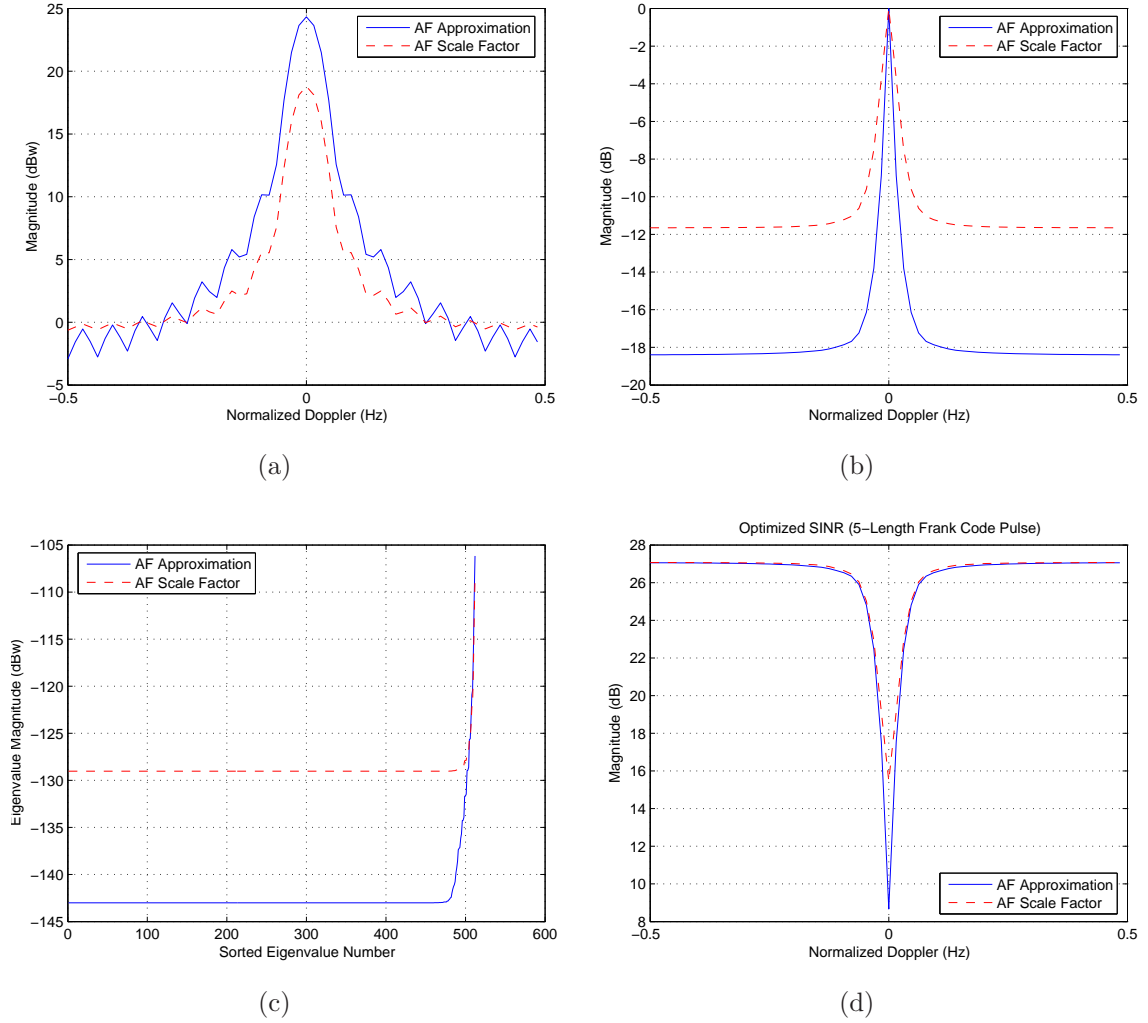 25
20
15
10
5
0
−5
−0.5
0
0.5
Magnitude (dBw)
Normalized Doppler (Hz)
AF Approximation
AF Scale Factor
(a)
0
−2
−4
−6
−8
−10
−12
−14
−16
−18
−20
−0.5
0
0.5
Magnitude (dB)
Normalized Doppler (Hz)
AF Approximation
AF Scale Factor
(b)
−105
−110
−115
−120
−125
−130
−135
−140
−145
0
100
200
300
400
500
600
Eigenvalue Magnitude (dBw)
Sorted Eigenvalue Number
AF Approximation
AF Scale Factor
(c)
Optimized SINR (5−Length Frank Code Pulse)
28
26
24
22
20
18
16
14
12
10
8
−0.5
0
0.5
Magnitude (dB)
Normalized Doppler (Hz)
AF Approximation
AF Scale Factor
(d)